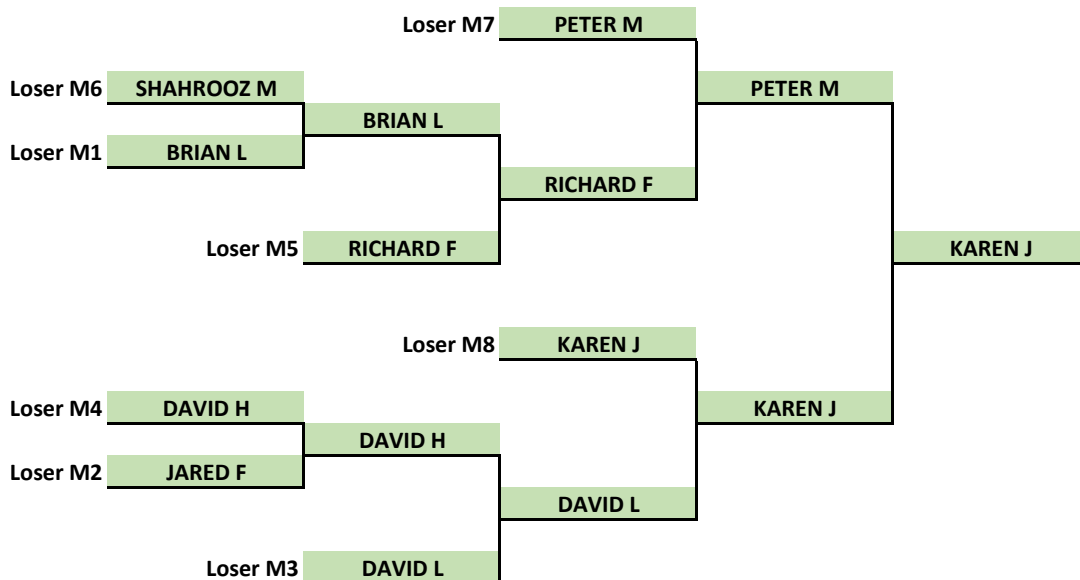 Loser M7 PETER M
Loser M6 SHAHROOZ M PETER M
BRIAN L
Loser M1 BRIAN L
RICHARD F
Loser M5 RICHARD F KAREN J
Loser M8 KAREN J
Loser M4 DAVID H KAREN J
DAVID H
Loser M2 JARED F
DAVID L
Loser M3 DAVID L